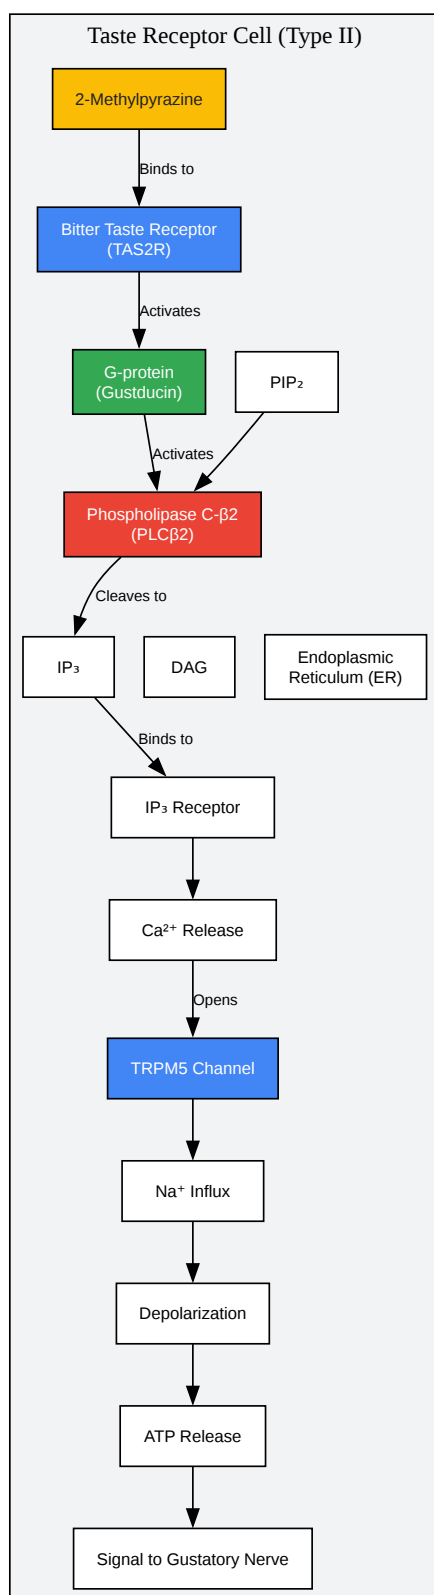 Taste Receptor Cell (Type II)
2-Methylpyrazine
Binds to
Bitter Taste Receptor
(TAS2R)
Activates
G-protein
(Gustducin)
PIP₂
Activates
Phospholipase C-β2
(PLCβ2)
Cleaves to
IP₃
DAG
Endoplasmic
Reticulum (ER)
Binds to
IP₃ Receptor
Ca²⁺ Release
Opens
TRPM5 Channel
Na⁺ Influx
Depolarization
ATP Release
Signal to Gustatory Nerve